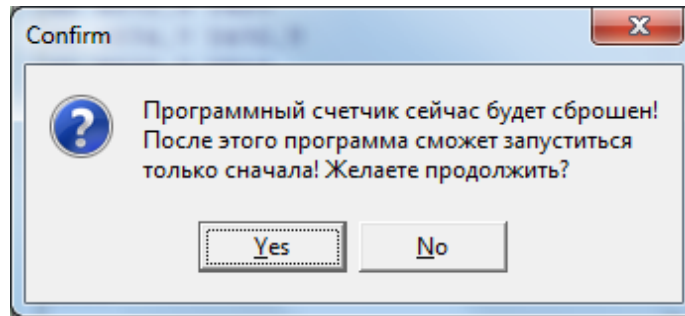 Confirm
Программный счетчик сейчас будет сброшен!
После этого программа сможет запуститься
только сначала! Желаете продолжить?
Yes
No